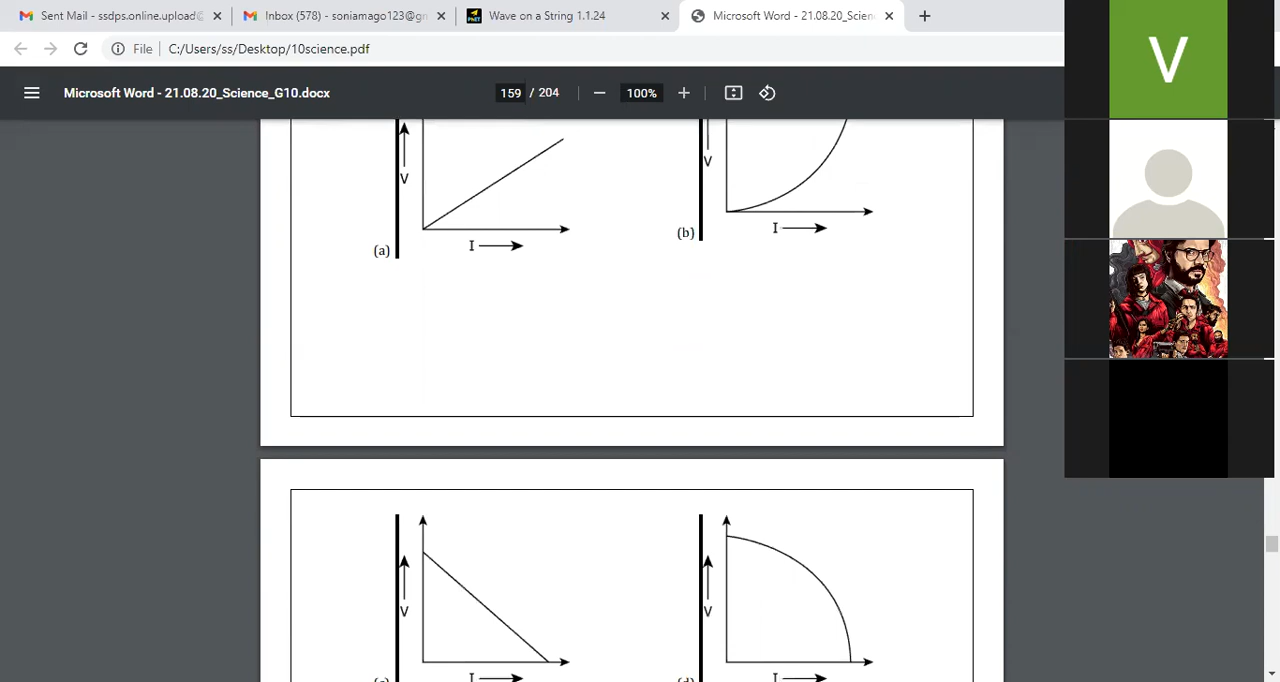 Sent Mail - ssdps.online.upload@
Inbox (578) - soniamago123@gm
Wave on a String 1.1.24
Microsoft Word - 21.08.20_Scien
File
C:/Users/ss/Desktop/10science.pdf
Microsoft Word - 21.08.20_Science_G10.docx
159 / 204
100%
V
V
V
(a)
I
(b)
I
V
V
I
I